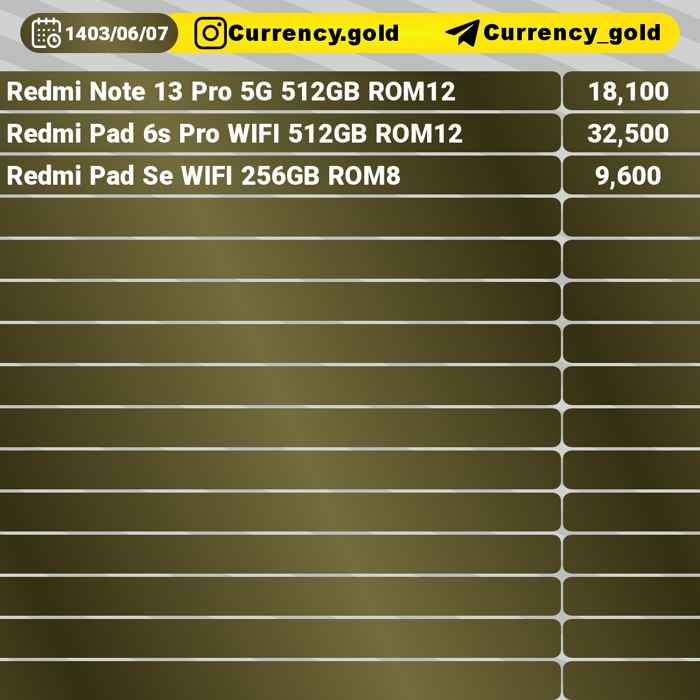 1403/06/07 Currency.gold Currency_gold
Redmi Note 13 Pro 5G 512GB ROM12 18,100
Redmi Pad 6s Pro WIFI 512GB ROM12 32,500
Redmi Pad Se WIFI 256GB ROM8 9,600